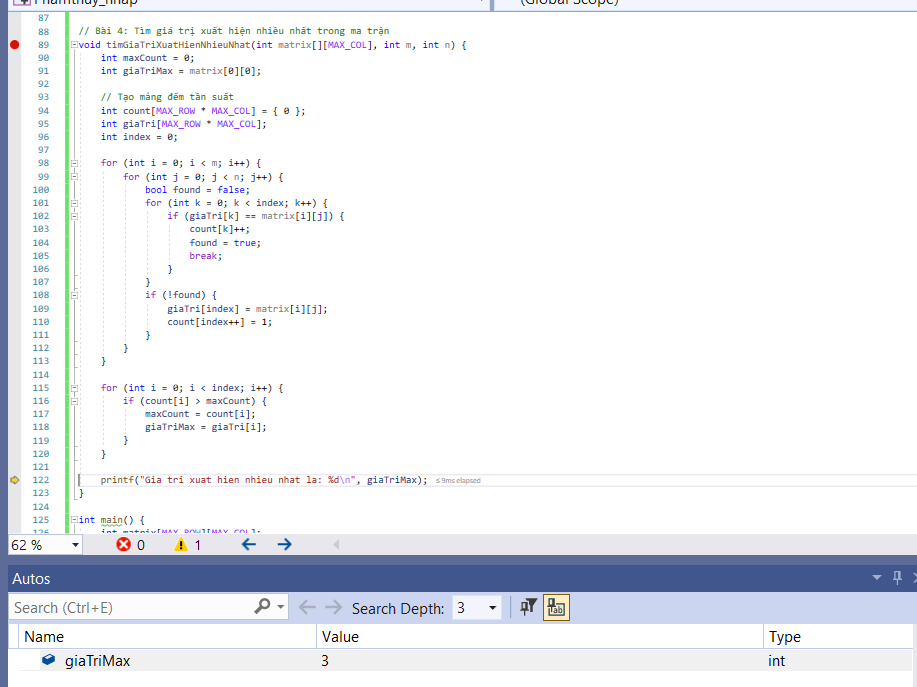 Phamthuy_nhap (Global Scope)
87
88 // Bài 4: Tìm giá trị xuất hiện nhiều nhất trong ma trận
89 void timGiaTriXuatHienNhieuNhat(int matrix[][MAX_COL], int m, int n) {
90 int maxCount = 0;
91 int giaTriMax = matrix[0][0];
92
93 // Tạo mảng đếm tần suất
94 int count[MAX_ROW * MAX_COL] = { 0 };
95 int giaTri[MAX_ROW * MAX_COL];
96 int index = 0;
97
98 for (int i = 0; i < m; i++) {
99 for (int j = 0; j < n; j++) {
100 bool found = false;
101 for (int k = 0; k < index; k++) {
102 if (giaTri[k] == matrix[i][j]) {
103 count[k]++;
104 found = true;
105 break;
106 }
107 }
108 if (!found) {
109 giaTri[index] = matrix[i][j];
110 count[index++] = 1;
111 }
112 }
113 }
114
115 for (int i = 0; i < index; i++) {
116 if (count[i] > maxCount) {
117 maxCount = count[i];
118 giaTriMax = giaTri[i];
119 }
120 }
121
122 printf("Gia tri xuat hien nhieu nhat la: %d\n", giaTriMax); ≤ 9ms elapsed
123 }
124
125 int main() {
126 int matrix[MAX_ROW][MAX_COL];
62 % 0 1
Autos
Search (Ctrl+E) Search Depth: 3
Name Value Type
giaTriMax 3 int